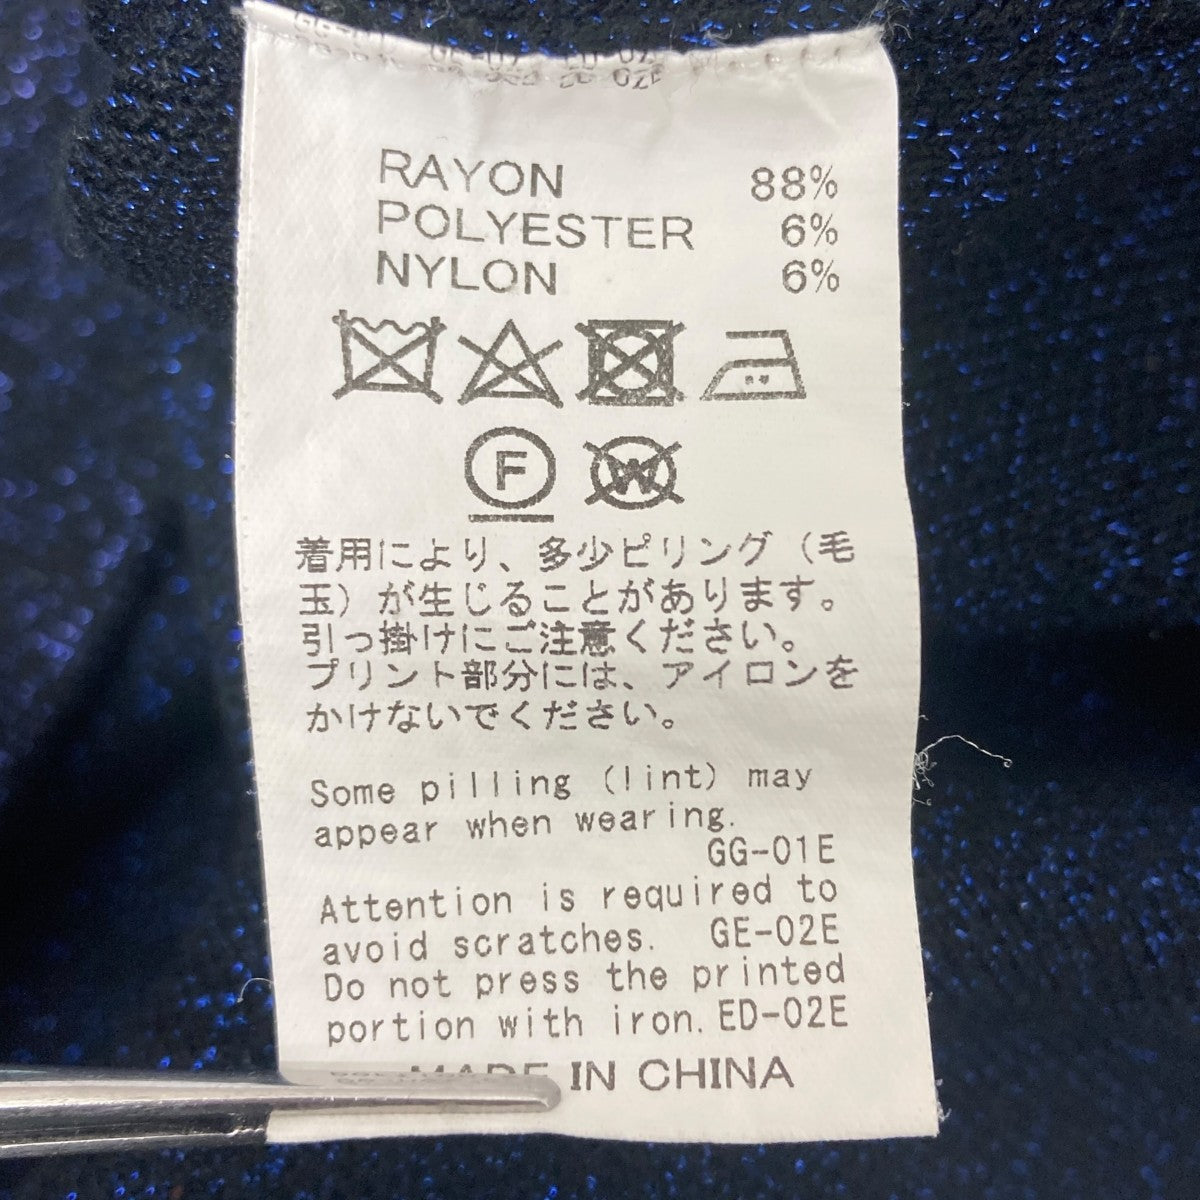 RAYON 88%
POLYESTER 6%
NYLON 6%
F
W
着用により、多少ピリング（毛
玉）が生じることがあります。
引っ掛けにご注意ください。
プリント部分には、アイロンを
かけないでください。
Some pilling (lint) may
appear when wearing.
GG-01E
Attention is required to
avoid scratches. GE-02E
Do not press the printed
portion with iron. ED-02E
MADE IN CHINA